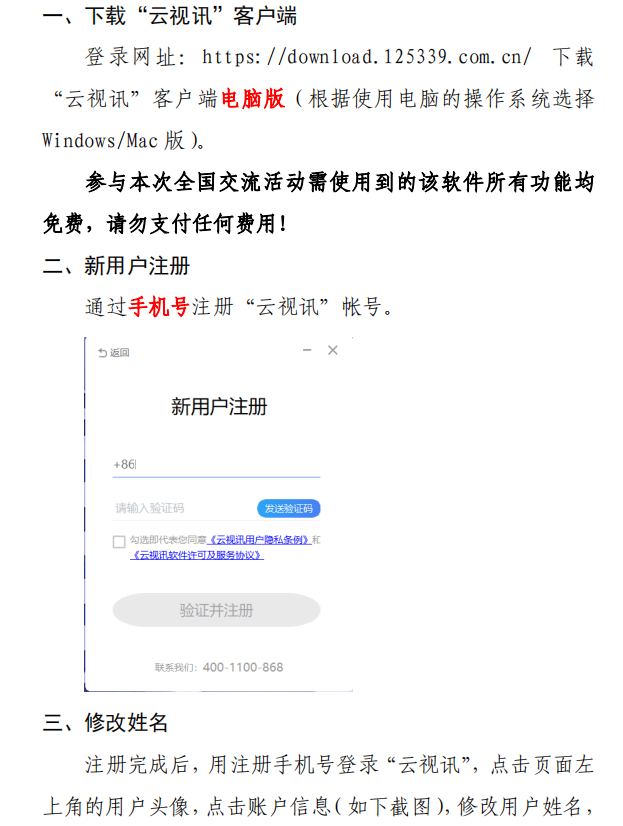 一、下载“云视讯”客户端
登录网址：https://download.125339.com.cn/ 下载
“云视讯”客户端电脑版（根据使用电脑的操作系统选择
Windows/Mac 版）。
参与本次全国交流活动需使用到的该软件所有功能均
免费，请勿支付任何费用！
二、新用户注册
通过手机号注册“云视讯”帐号。
返回
新用户注册
+86
请输入验证码 发送验证码
勾选即代表您同意《云视讯用户隐私条例》和
《云视讯软件许可及服务协议》
验证并注册
联系我们：400-1100-868
三、修改姓名
注册完成后，用注册手机号登录“云视讯”，点击页面左
上角的用户头像，点击账户信息（如下截图），修改用户姓名，